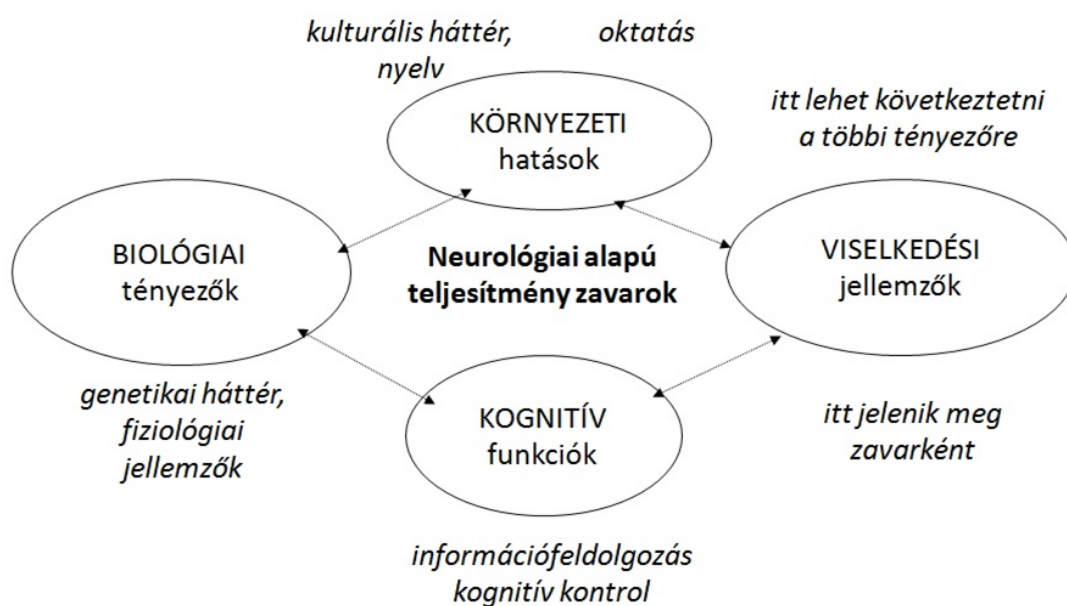 kulturális háttér,
nyelv
oktatás
KÖRNYEZETI
hatások
itt lehet következtetni
a többi tényezőre
BIOLÓGIAI
tényezők
Neurológiai alapú
teljesítmény zavarok
VISELKEDÉSI
jellemzők
genetikai háttér,
fiziológiai
jellemzők
KOGNITÍV
funkciók
itt jelenik meg
zavarként
információfeldolgozás
kognitív kontrol